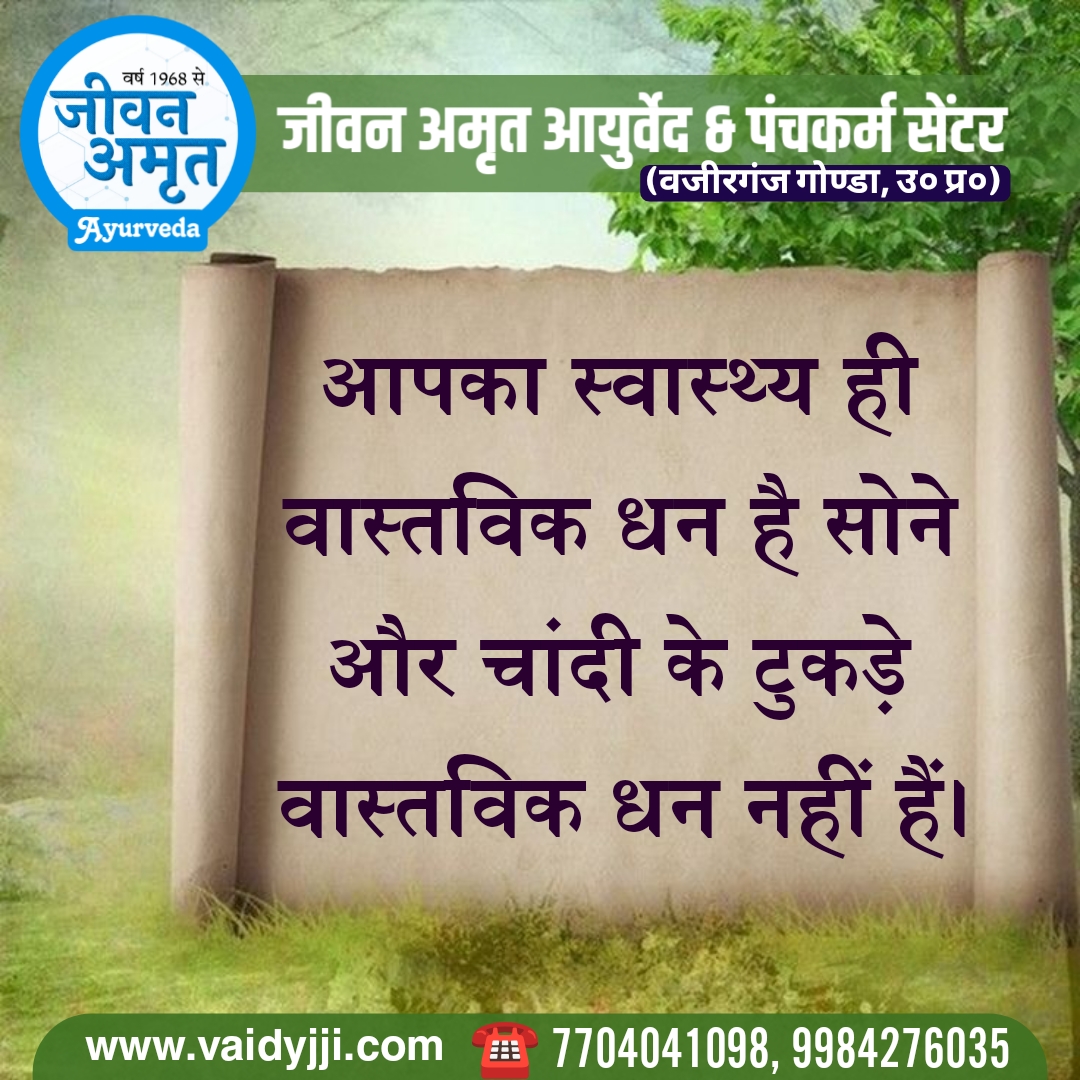 वर्ष 1968 से
जीवन
अमृत
Ayurveda
जीवन अमृत आयुर्वेद & पंचकर्म सेंटर
(वजीरगंज गोण्डा, उ० प्र०)
आपका स्वास्थ्य ही
वास्तविक धन है सोने
और चांदी के टुकड़े
वास्तविक धन नहीं हैं।
www.vaidyjji.com 7704041098, 9984276035